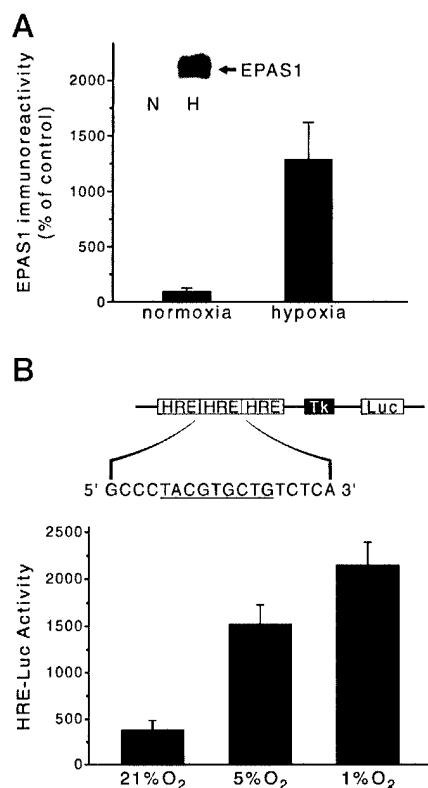 A
EPAS1 immunoreactivity
(% of control)
2000
1500
1000
500
0
EPAS1
N H
normoxia hypoxia
B
HRE HRE HRE Tk Luc
5' GCCCTACGTGCTGTCTCA 3'
HRE-Luc Activity
2500
2000
1500
1000
500
0
21%O2 5%O2 1%O2